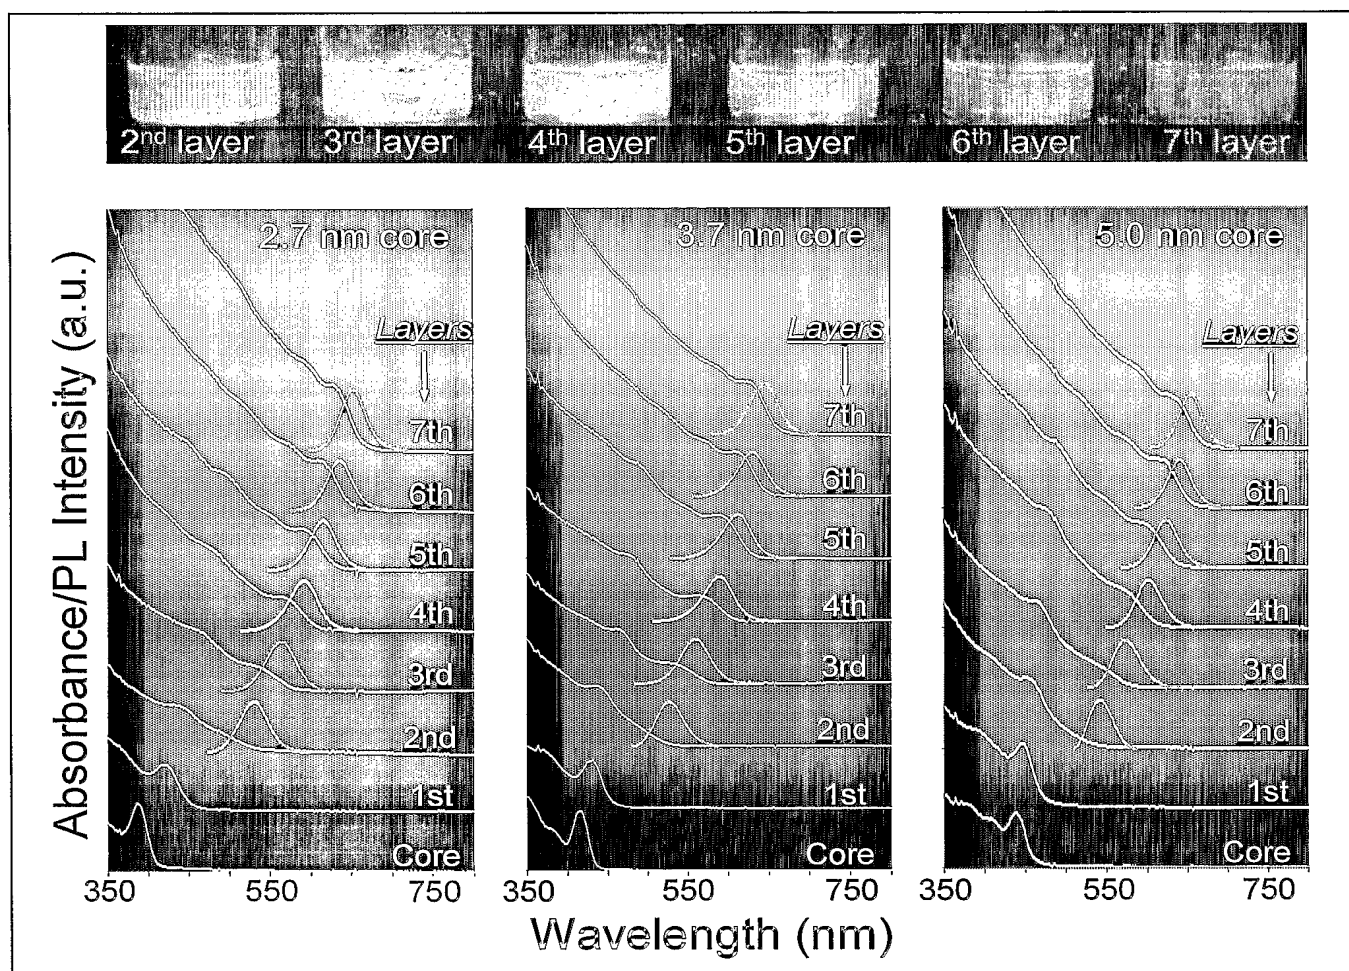 2nd layer 3rd layer 4th layer 5th layer 6th layer 7th layer
Absorbance/PL Intensity (a.u.)
2.7 nm core
Layers
7th
6th
5th
4th
3rd
2nd
1st
Core
350 550 750
3.7 nm core
Layers
7th
6th
5th
4th
3rd
2nd
1st
Core
350 550 750
5.0 nm core
Layers
7th
6th
5th
4th
3rd
2nd
1st
Core
350 550 750
Wavelength (nm)